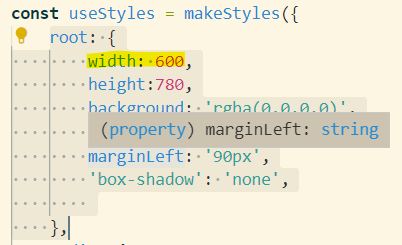 const useStyles = makeStyles({
root: {
width: 600,
height:780,
background: 'rgba(0,0,0,0)',
(property) marginLeft: string
marginLeft: '90px',
'box-shadow': 'none',
},